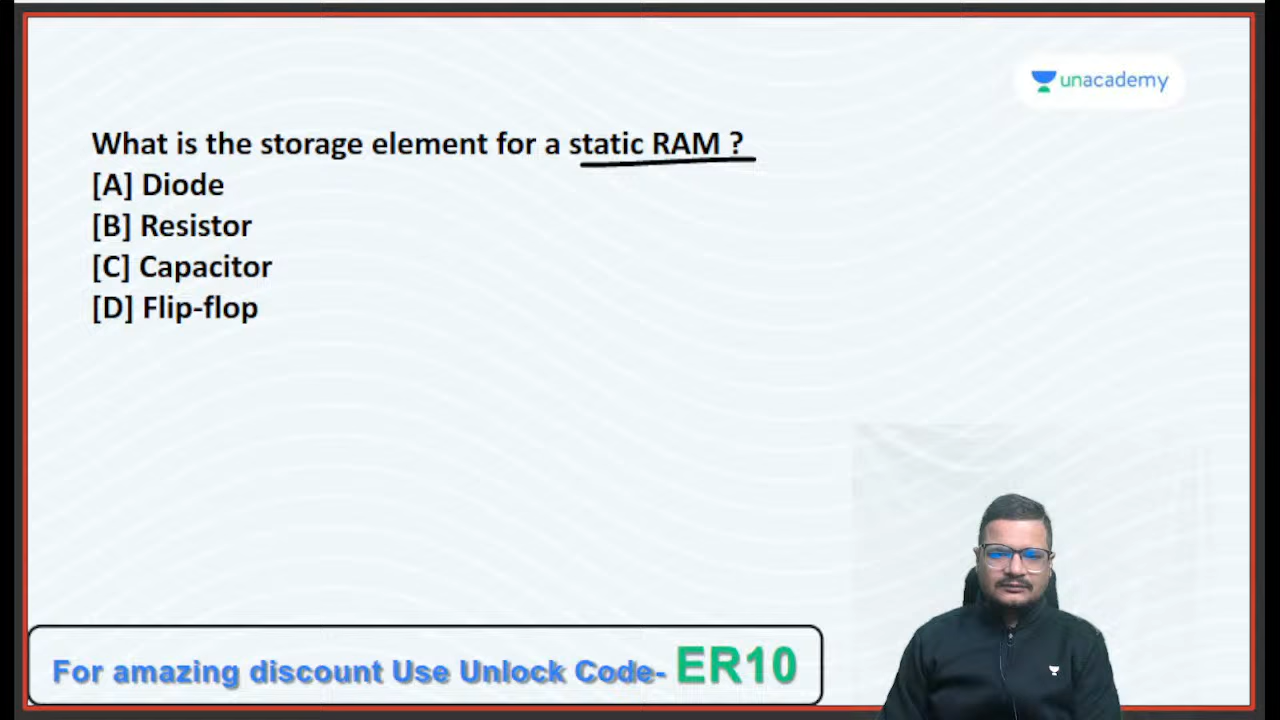 unacademy
What is the storage element for a static RAM ?
[A] Diode
[B] Resistor
[C] Capacitor
[D] Flip-flop
For amazing discount Use Unlock Code- ER10